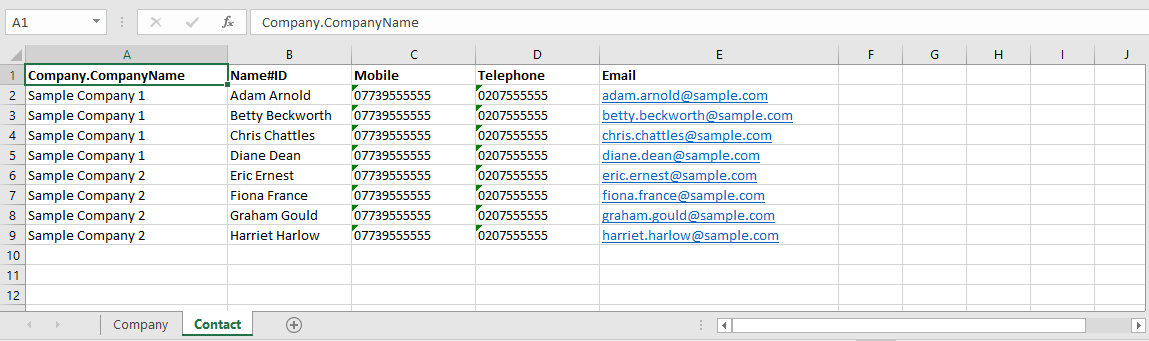 A1 fx Company.CompanyName
A B C D E F G H I J
1 Company.CompanyName Name#ID Mobile Telephone Email
2 Sample Company 1 Adam Arnold 07739555555 0207555555 adam.arnold@sample.com
3 Sample Company 1 Betty Beckworth 07739555555 0207555555 betty.beckworth@sample.com
4 Sample Company 1 Chris Chattles 07739555555 0207555555 chris.chattles@sample.com
5 Sample Company 1 Diane Dean 07739555555 0207555555 diane.dean@sample.com
6 Sample Company 2 Eric Ernest 07739555555 0207555555 eric.ernest@sample.com
7 Sample Company 2 Fiona France 07739555555 0207555555 fiona.france@sample.com
8 Sample Company 2 Graham Gould 07739555555 0207555555 graham.gould@sample.com
9 Sample Company 2 Harriet Harlow 07739555555 0207555555 harriet.harlow@sample.com
10
11
12
Company Contact